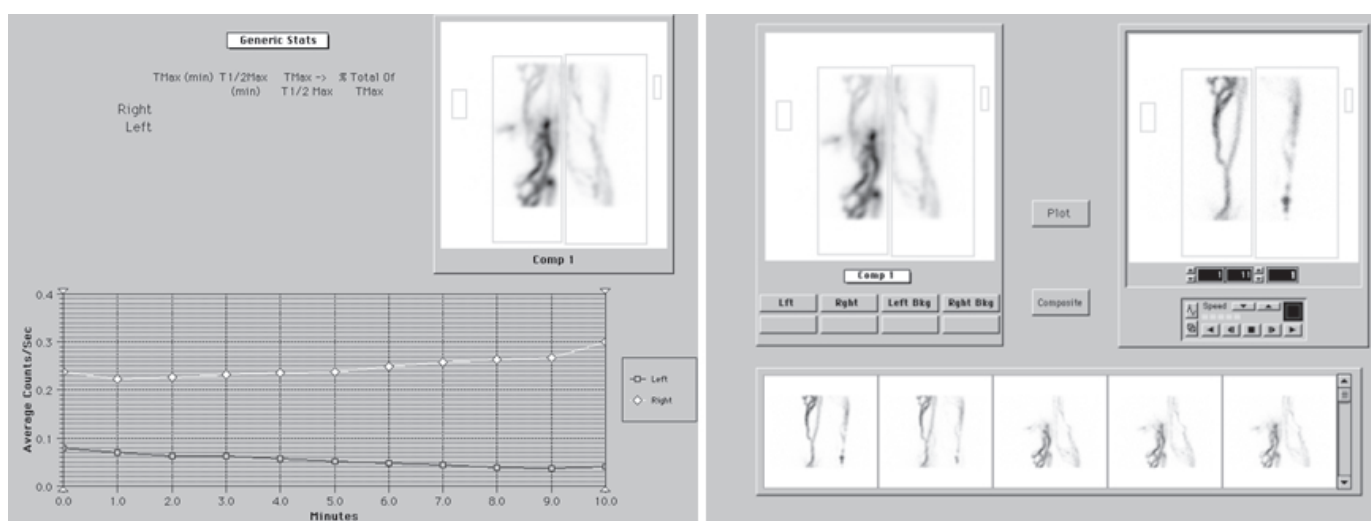 Generic Stats
TMax (min) T1/2Max TMax -> % Total Of
(min) T1/2 Max TMax
Right
Left
Comp 1
0.4
0.3
0.2
0.1
0.0
Average Counts/Sec
0.0 1.0 2.0 3.0 4.0 5.0 6.0 7.0 8.0 9.0 10.0
Minutes
Left
Right
Comp 1
Lft Rght Left Bkg Rght Bkg
Plot
Composite
1 11 1
Speed